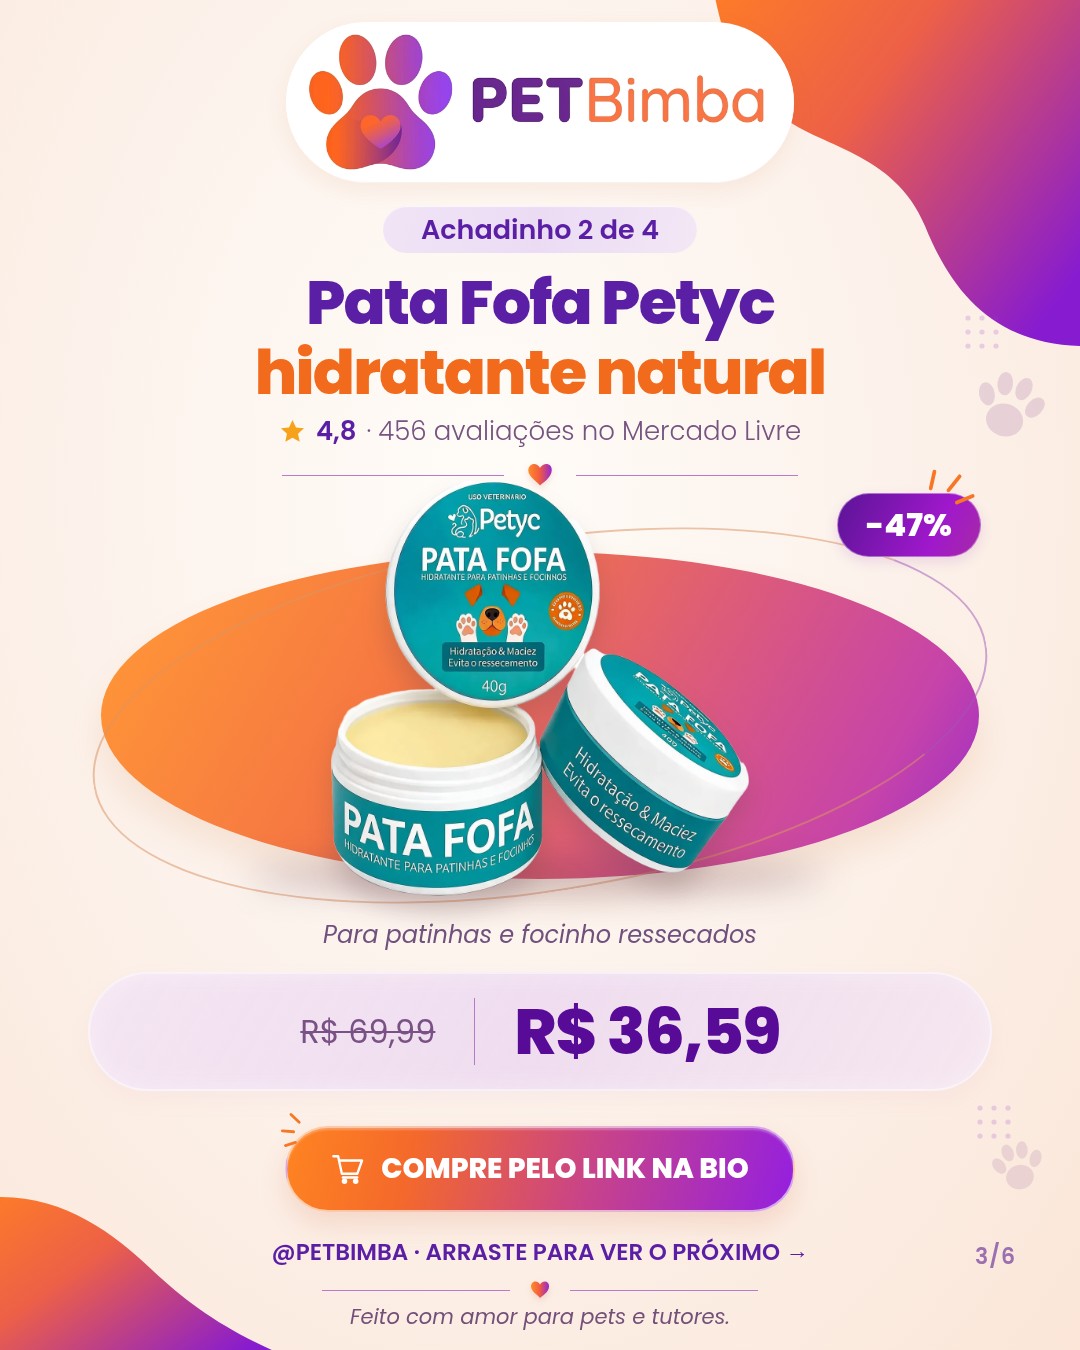 PETBimba
Achadinho 2 de 4
Pata Fofa Petyc
hidratante natural
4,8 · 456 avaliações no Mercado Livre
-47%
USO VETERINÁRIO
Petyc
PATA FOFA
HIDRATANTE PARA PATINHAS E FOCINHOS
Hidratação & Maciez
Evita o ressecamento
40g
PATA FOFA
40g
Hidratação & Maciez
Evita o ressecamento
PATA FOFA
HIDRATANTE PARA PATINHAS E FOCINHOS
Para patinhas e focinho ressecados
R$ 69,99
R$ 36,59
COMPRE PELO LINK NA BIO
@PETBIMBA · ARRASTE PARA VER O PRÓXIMO →
3/6
Feito com amor para pets e tutores.